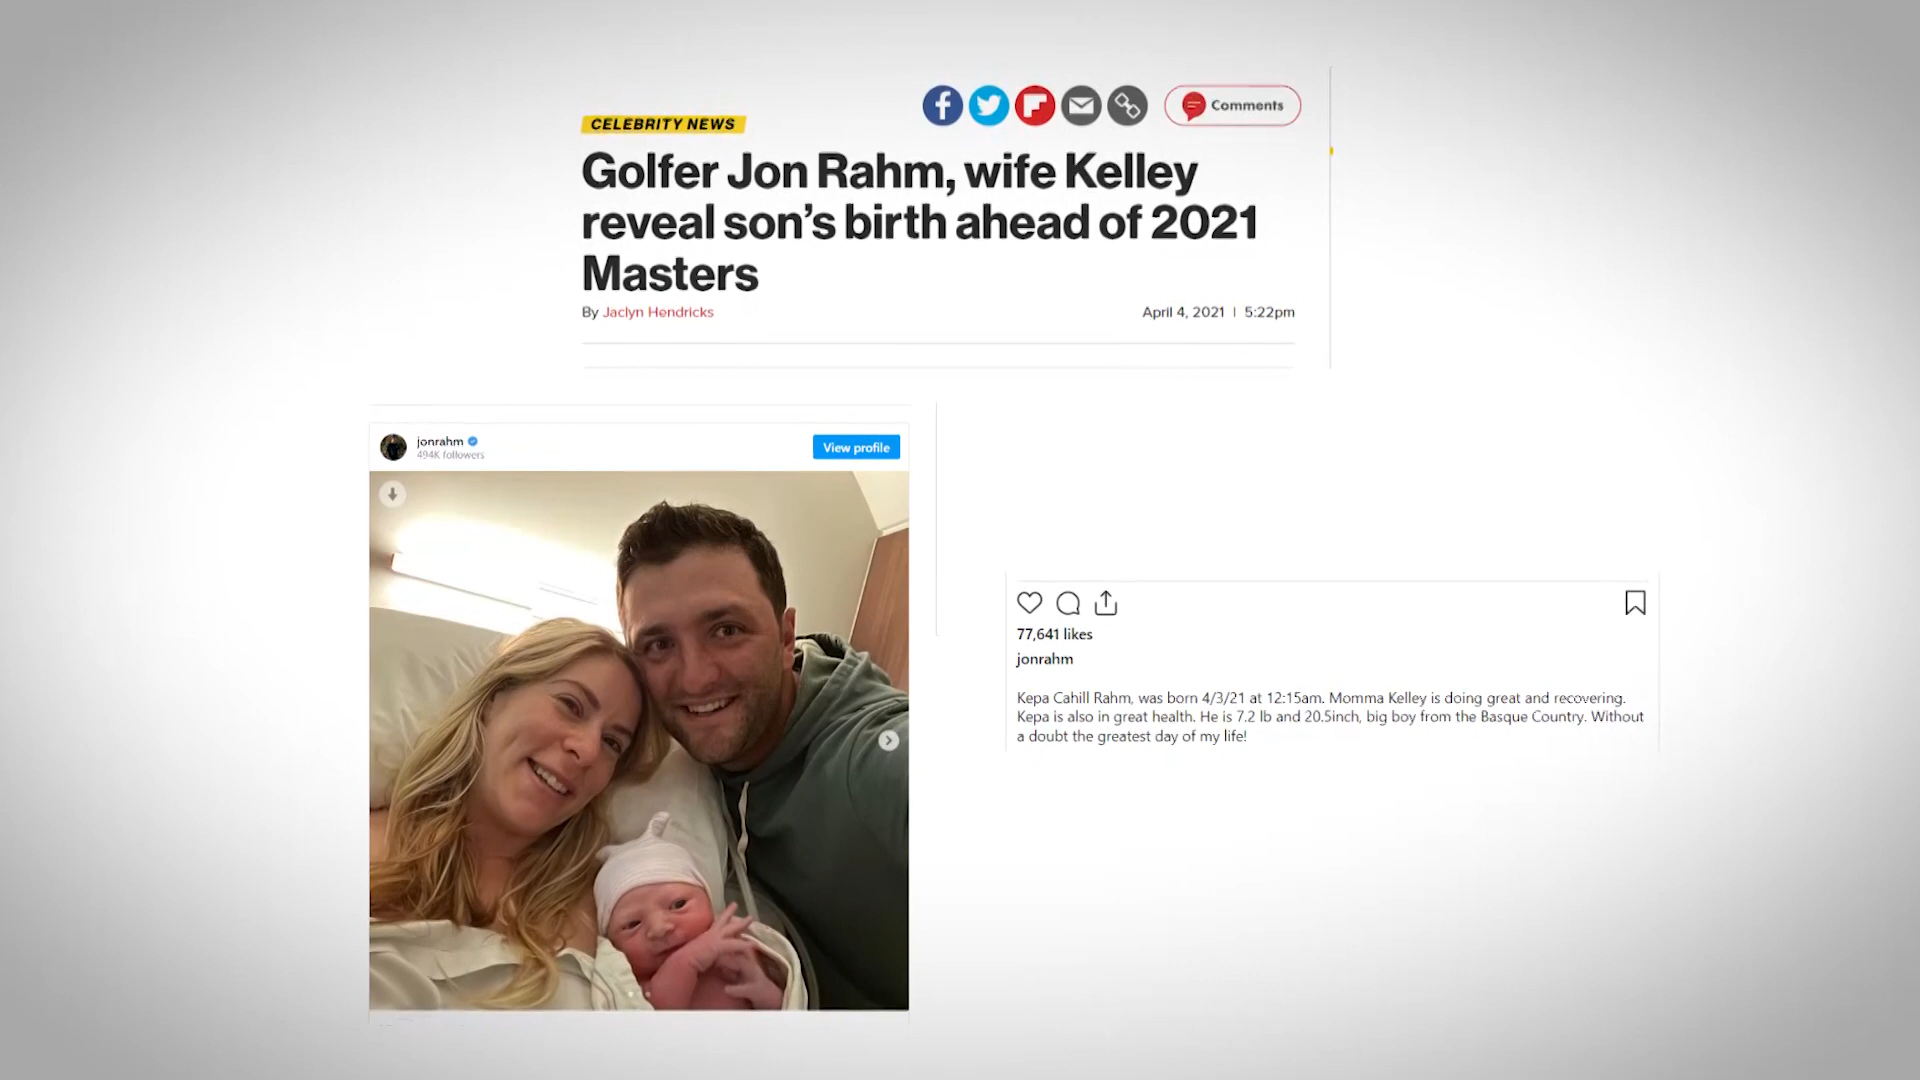 CELEBRITY NEWS
Comments
Golfer Jon Rahm, wife Kelley
reveal son's birth ahead of 2021
Masters
By Jaclyn Hendricks
April 4, 2021 | 5:22pm
jonrahm
494K followers
View profile
77,641 likes
jonrahm
Kepa Cahill Rahm, was born 4/3/21 at 12:15am. Momma Kelley is doing great and recovering.
Kepa is also in great health. He is 7.2 lb and 20.5inch, big boy from the Basque Country. Without
a doubt the greatest day of my life!